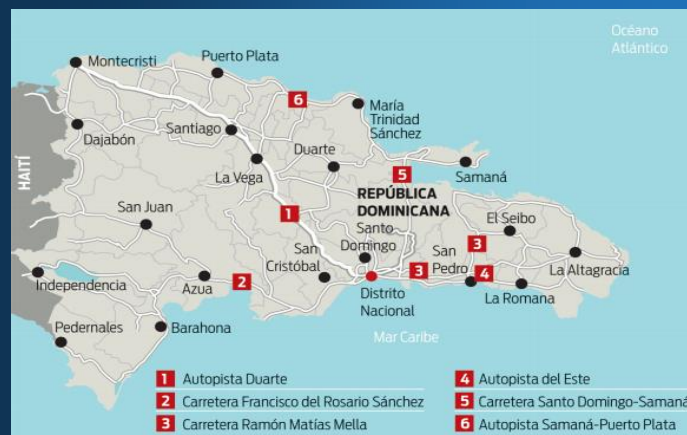 Océano
Atlántico
Montecristi
Puerto Plata
6
María
Trinidad
Sánchez
Dajabón
Santiago
HAITÍ
La Vega
Duarte
5
Samaná
REPÚBLICA
DOMINICANA
San Juan
1
Santo
Domingo
El Seibo
San
Cristóbal
San
Pedro
3
La Altagracia
Independencia
Azua
2
3
4
Distrito
Nacional
La Romana
Pedernales
Barahona
Mar Caribe
1 Autopista Duarte
2 Carretera Francisco del Rosario Sánchez
3 Carretera Ramón Matías Mella
4 Autopista del Este
5 Carretera Santo Domingo-Samaná
6 Autopista Samaná-Puerto Plata